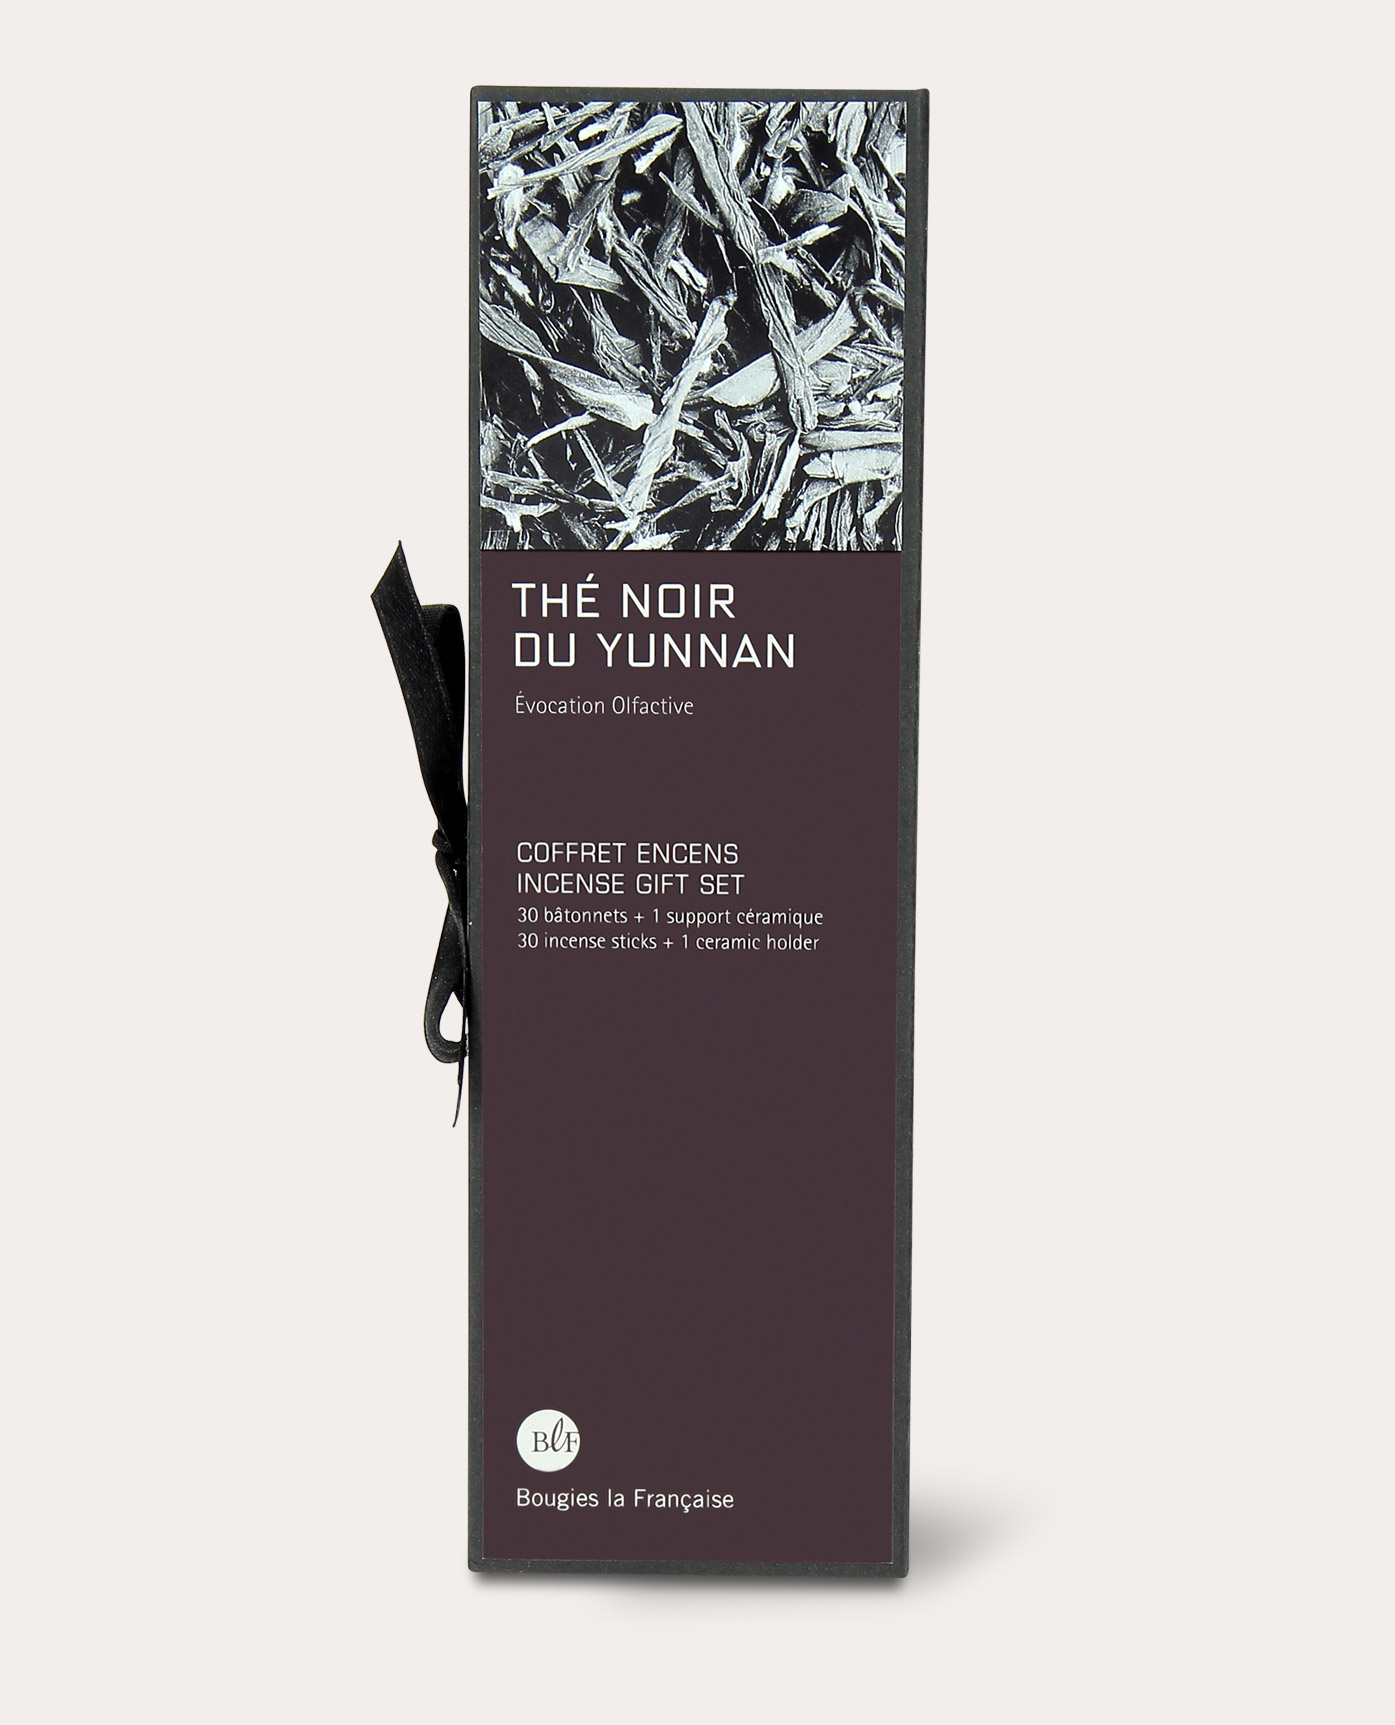 THÉ NOIR
DU YUNNAN
Évocation Olfactive
COFFRET ENCENS
INCENSE GIFT SET
30 bâtonnets + 1 support céramique
30 incense sticks + 1 ceramic holder
BlF
Bougies la Française